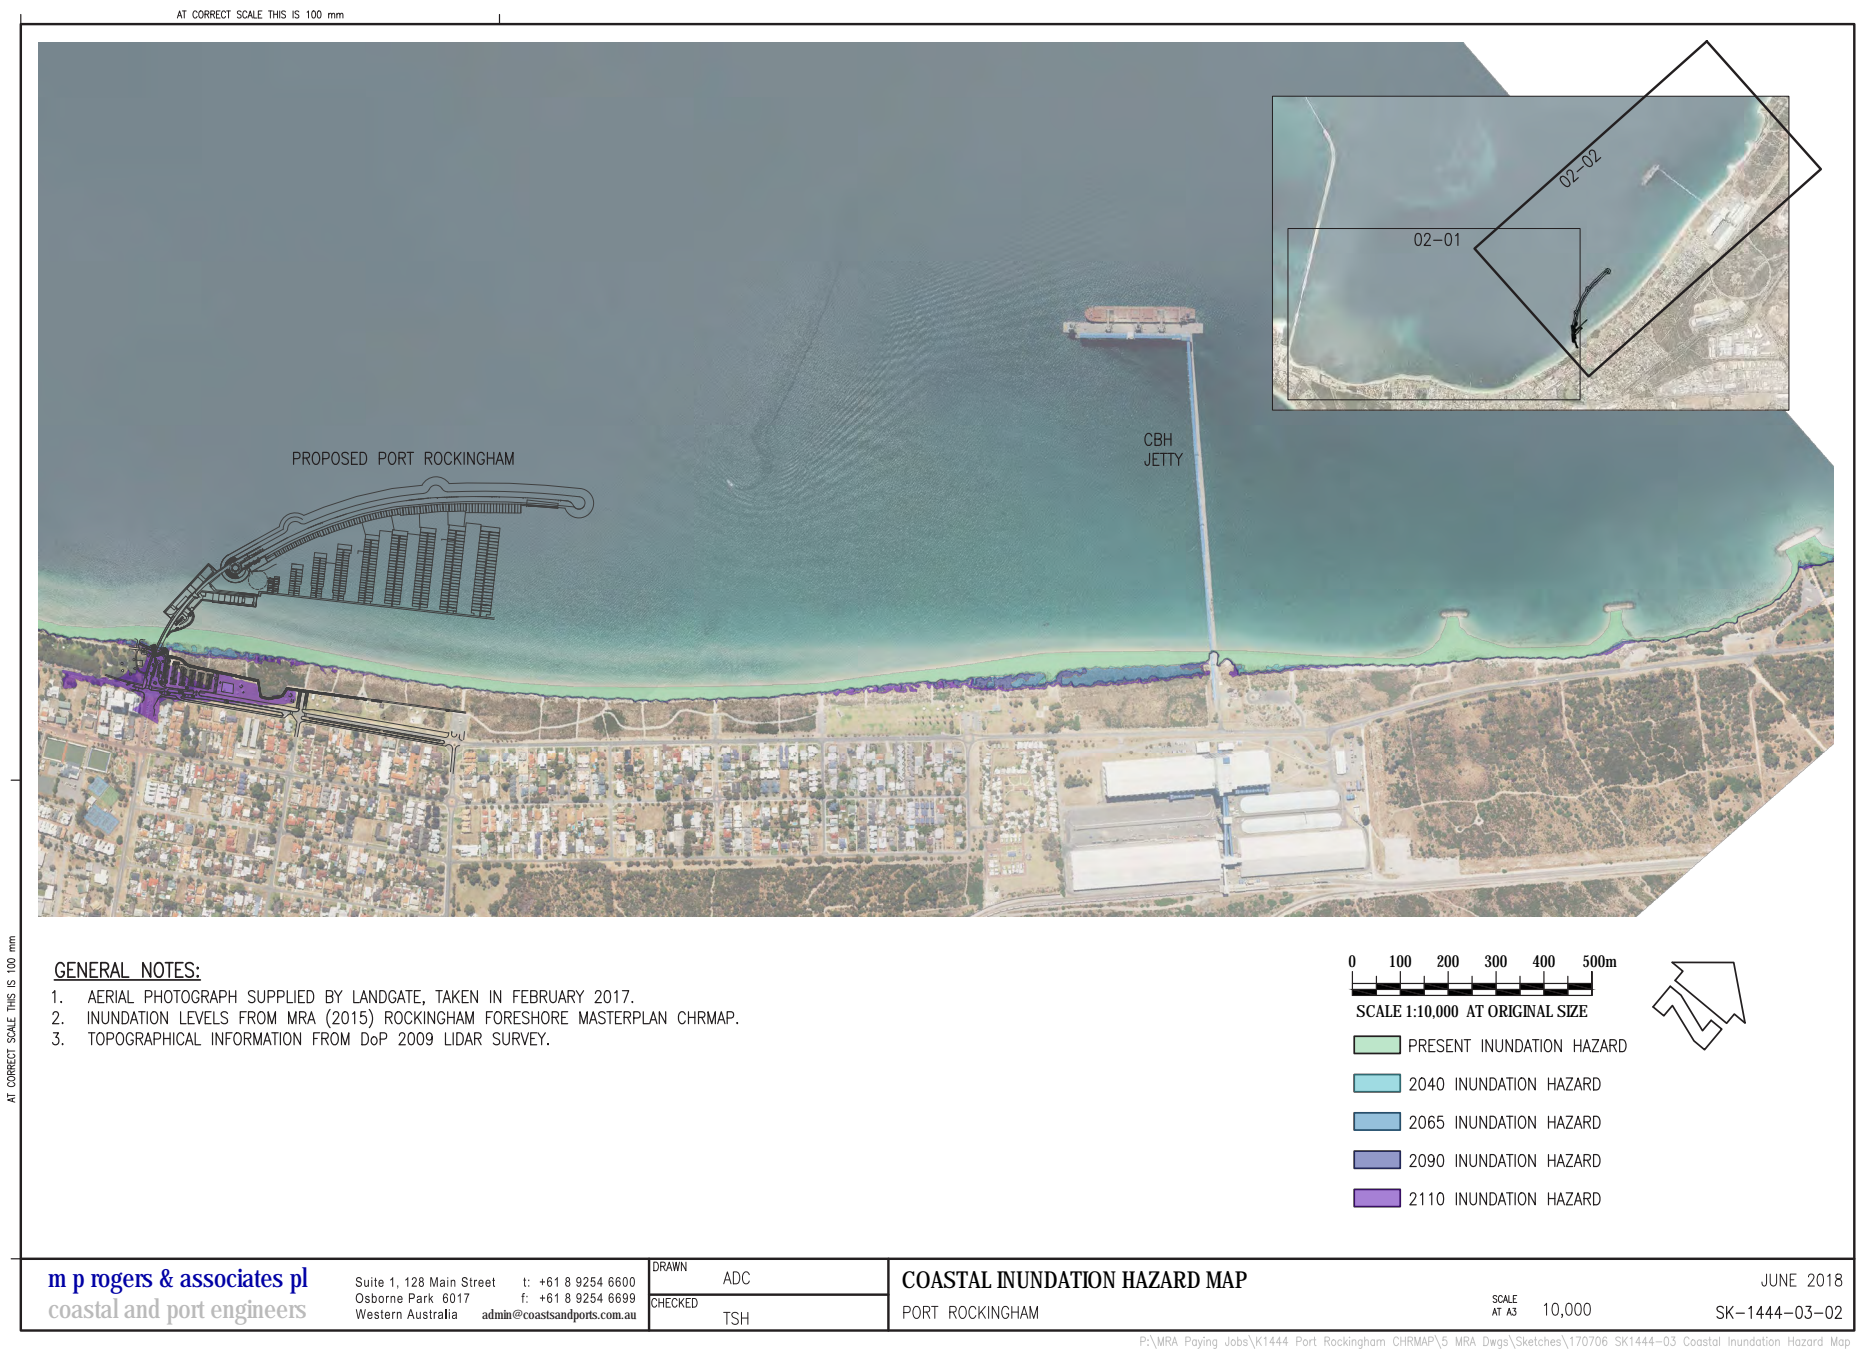 AT CORRECT SCALE THIS IS 100 mm
02-02
02-01
CBH
JETTY
PROPOSED PORT ROCKINGHAM
AT CORRECT SCALE THIS IS 100 mm
GENERAL NOTES:
1. AERIAL PHOTOGRAPH SUPPLIED BY LANDGATE, TAKEN IN FEBRUARY 2017.
2. INUNDATION LEVELS FROM MRA (2015) ROCKINGHAM FORESHORE MASTERPLAN CHRMAP.
3. TOPOGRAPHICAL INFORMATION FROM DoP 2009 LIDAR SURVEY.
0 100 200 300 400 500m
SCALE 1:10,000 AT ORIGINAL SIZE
PRESENT INUNDATION HAZARD
2040 INUNDATION HAZARD
2065 INUNDATION HAZARD
2090 INUNDATION HAZARD
2110 INUNDATION HAZARD
m p rogers & associates pl
coastal and port engineers
Suite 1, 128 Main Street t: +61 8 9254 6600
Osborne Park 6017 f: +61 8 9254 6699
Western Australia admin@coastsandports.com.au
DRAWN ADC
CHECKED TSH
COASTAL INUNDATION HAZARD MAP
PORT ROCKINGHAM
SCALE
AT A3 10,000
JUNE 2018
SK-1444-03-02
P:\MRA Paying Jobs\K1444 Port Rockingham CHRMAP\5 MRA Dwgs\Sketches\170706 SK1444-03 Coastal Inundation Hazard Map